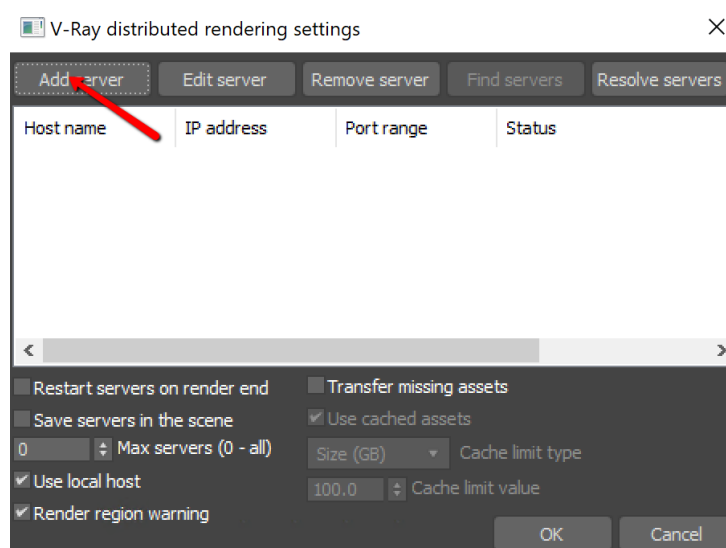 V-Ray distributed rendering settings
Add server Edit server Remove server Find servers Resolve servers
Host name IP address Port range Status
Restart servers on render end Transfer missing assets
Save servers in the scene Use cached assets
0 Max servers (0 - all) Size (GB) Cache limit type
Use local host 100.0 Cache limit value
Render region warning
OK Cancel